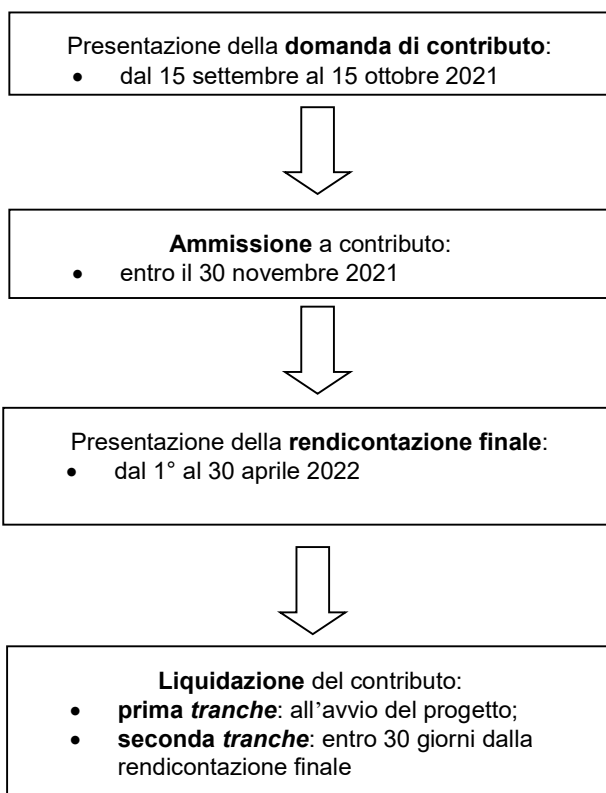 Presentazione della domanda di contributo:
• dal 15 settembre al 15 ottobre 2021
Ammissione a contributo:
• entro il 30 novembre 2021
Presentazione della rendicontazione finale:
• dal 1° al 30 aprile 2022
Liquidazione del contributo:
• prima tranche: all’avvio del progetto;
• seconda tranche: entro 30 giorni dalla
rendicontazione finale